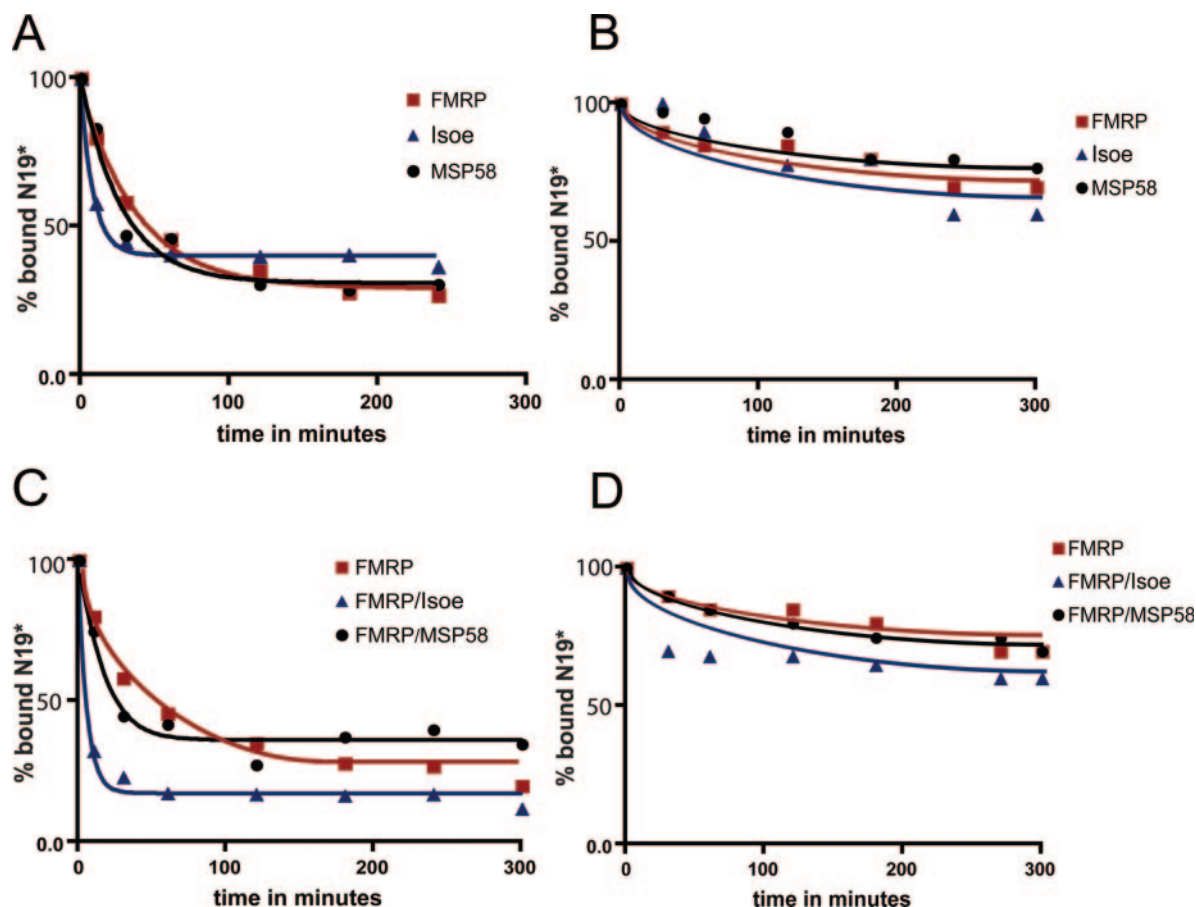 A
100
50
0.0
0
100
200
300
% bound N19*
time in minutes
FMRP
Isoe
MSP58
B
100
50
0.0
0
100
200
300
% bound N19*
time in minutes
FMRP
Isoe
MSP58
C
100
50
0.0
0
100
200
300
% bound N19*
time in minutes
FMRP
FMRP/Isoe
FMRP/MSP58
D
100
50
0.0
0
100
200
300
% bound N19*
time in minutes
FMRP
FMRP/Isoe
FMRP/MSP58